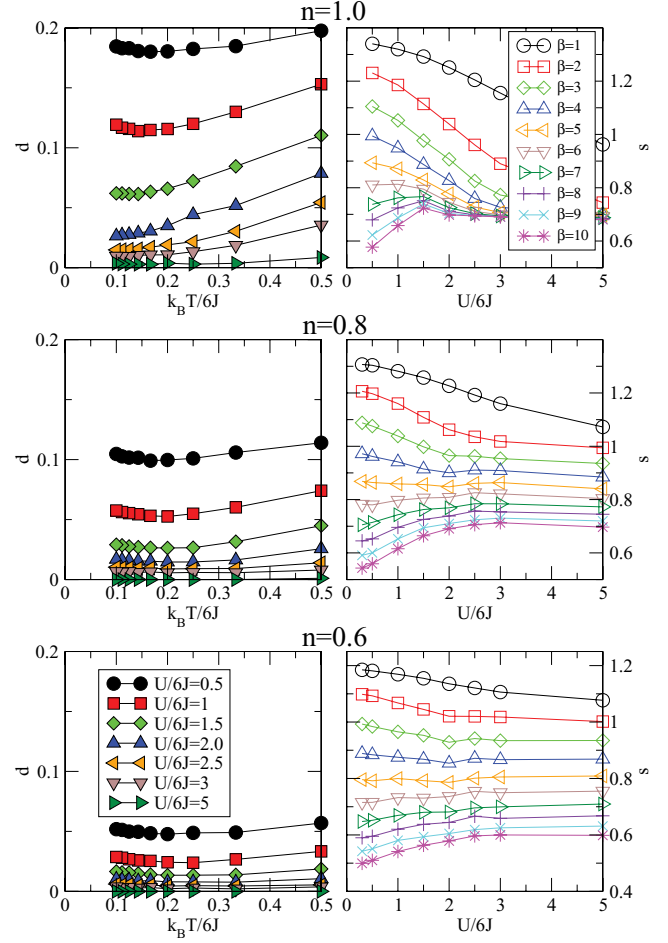 n=1.0
0.2
0.1
0
d
0 0.1 0.2 0.3 0.4 0.5
k_BT/6J
β=1
β=2
β=3
β=4
β=5
β=6
β=7
β=8
β=9
β=10
1.2
1
0.8
0.6
s
0 1 2 3 4 5
U/6J
n=0.8
0.2
0.1
0
d
0 0.1 0.2 0.3 0.4 0.5
k_BT/6J
1.2
1
0.8
0.6
s
0 1 2 3 4 5
U/6J
n=0.6
0.2
0.1
0
d
U/6J=0.5
U/6J=1
U/6J=1.5
U/6J=2.0
U/6J=2.5
U/6J=3
U/6J=5
0 0.1 0.2 0.3 0.4 0.5
k_BT/6J
1.2
1
0.8
0.6
0.4
s
0 1 2 3 4 5
U/6J